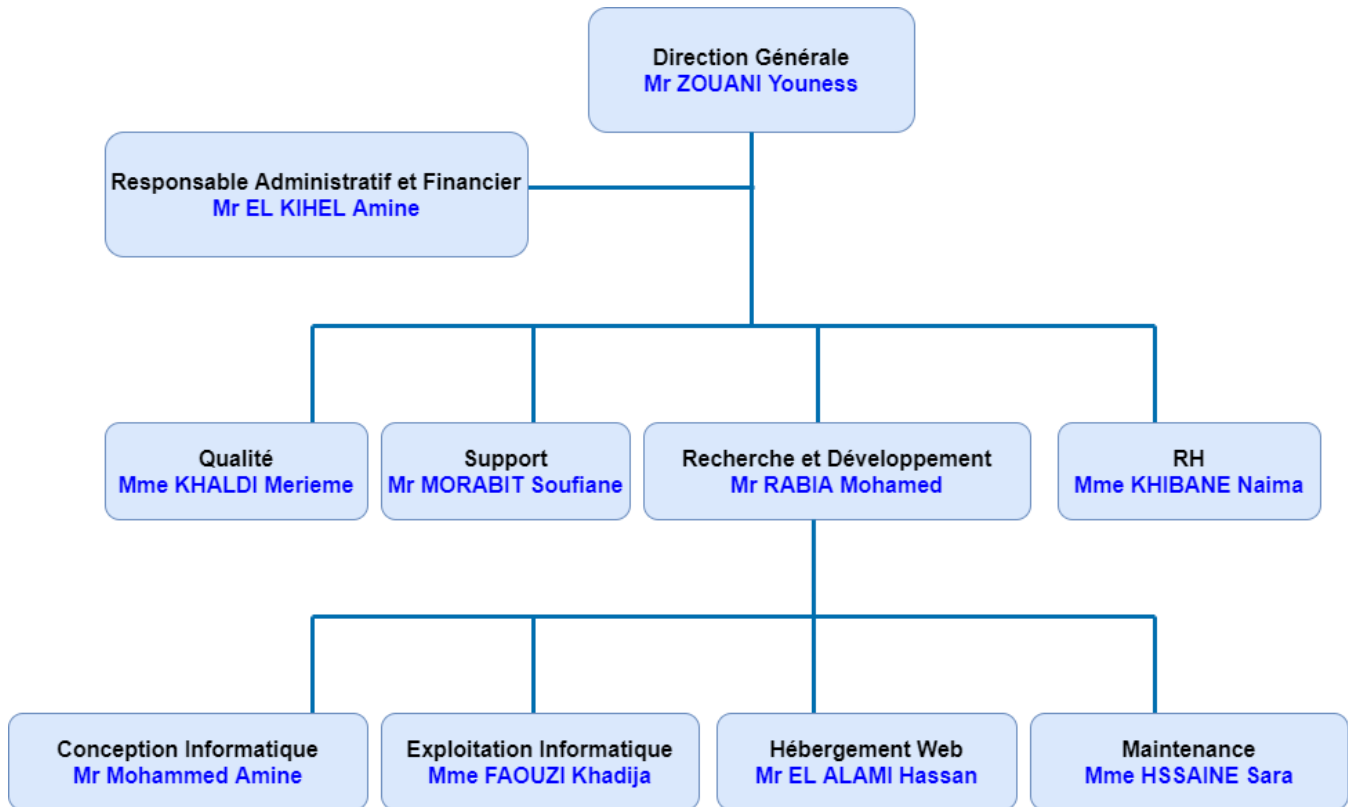 Direction Générale
Mr ZOUANI Youness
Responsable Administratif et Financier
Mr EL KIHEL Amine
Qualité
Mme KHALDI Merieme
Support
Mr MORABIT Soufiane
Recherche et Développement
Mr RABIA Mohamed
RH
Mme KHIBANE Naima
Conception Informatique
Mr Mohammed Amine
Exploitation Informatique
Mme FAOUZI Khadija
Hébergement Web
Mr EL ALAMI Hassan
Maintenance
Mme HSSAINE Sara